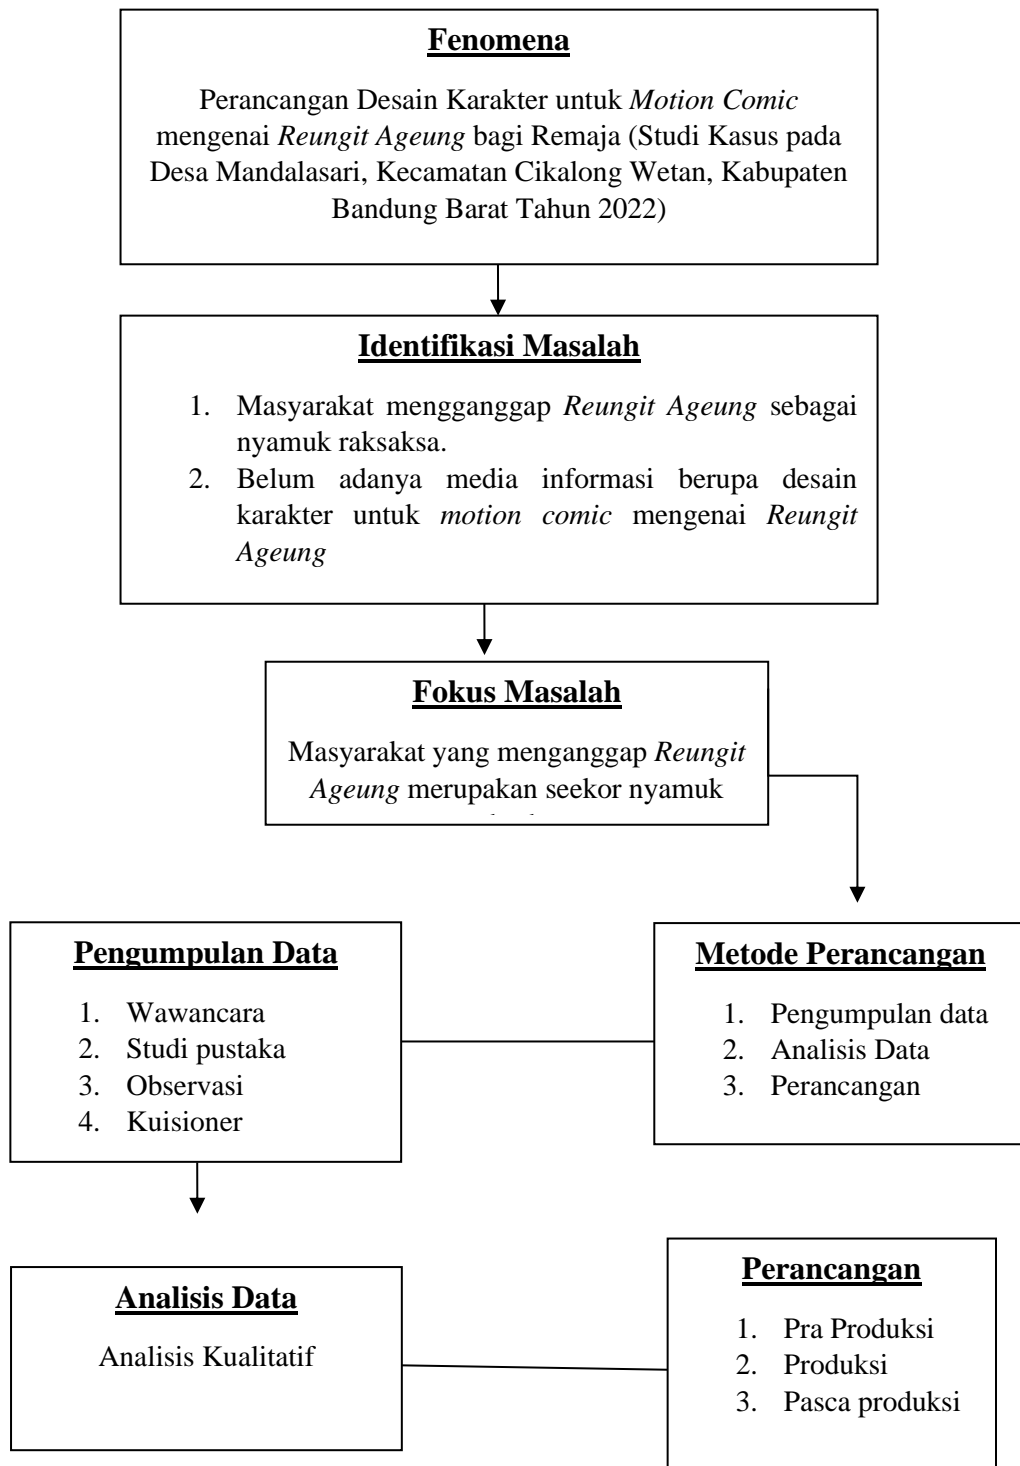 Fenomena
Perancangan Desain Karakter untuk Motion Comic
mengenai Reungit Ageung bagi Remaja (Studi Kasus pada
Desa Mandalasari, Kecamatan Cikalong Wetan, Kabupaten
Bandung Barat Tahun 2022)
Identifikasi Masalah
1. Masyarakat mengganggap Reungit Ageung sebagai
nyamuk raksaksa.
2. Belum adanya media informasi berupa desain
karakter untuk motion comic mengenai Reungit
Ageung
Fokus Masalah
Masyarakat yang menganggap Reungit
Ageung merupakan seekor nyamuk
Pengumpulan Data
1. Wawancara
2. Studi pustaka
3. Observasi
4. Kuisioner
Metode Perancangan
1. Pengumpulan data
2. Analisis Data
3. Perancangan
Analisis Data
Analisis Kualitatif
Perancangan
1. Pra Produksi
2. Produksi
3. Pasca produksi